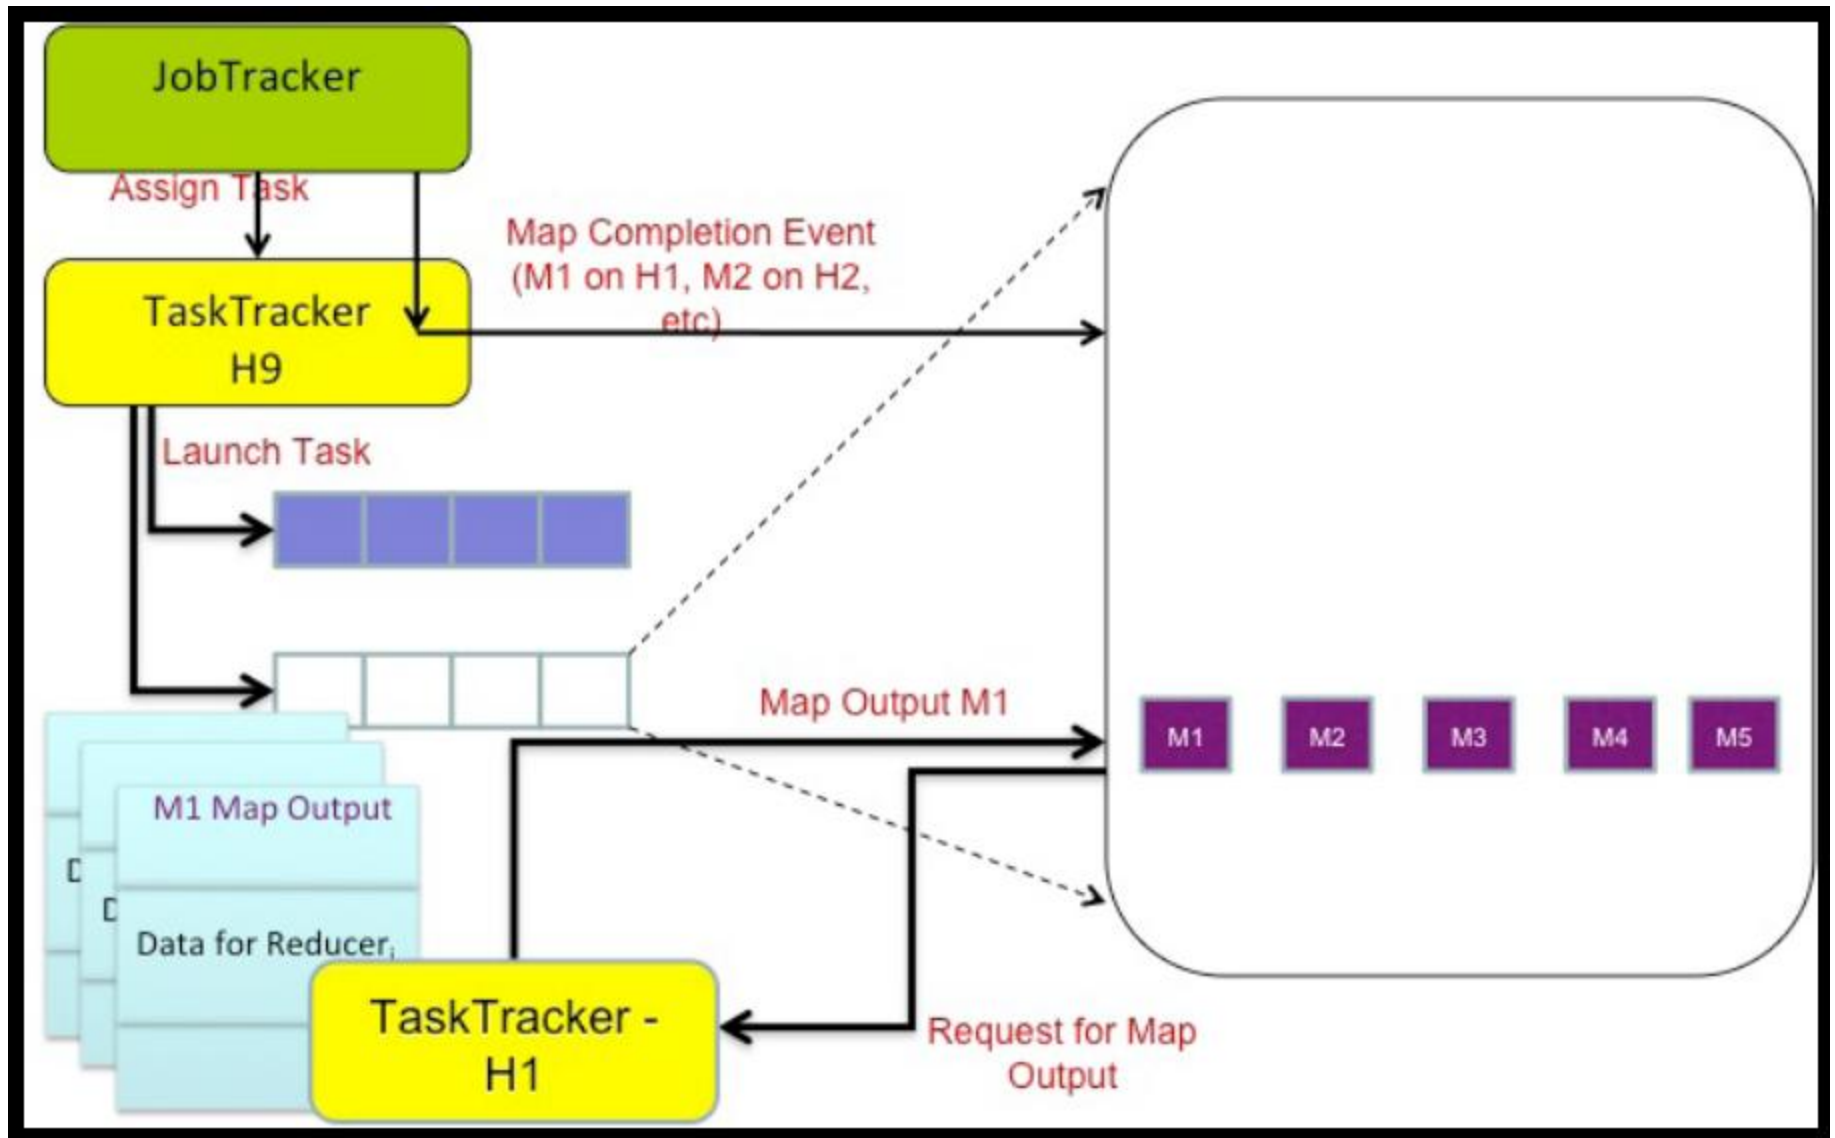 JobTracker
Assign Task
TaskTracker
H9
Map Completion Event
(M1 on H1, M2 on H2,
etc)
Launch Task
Map Output M1
M1 M2 M3 M4 M5
M1 Map Output
D
D
Data for Reducerj
TaskTracker -
H1
Request for Map
Output